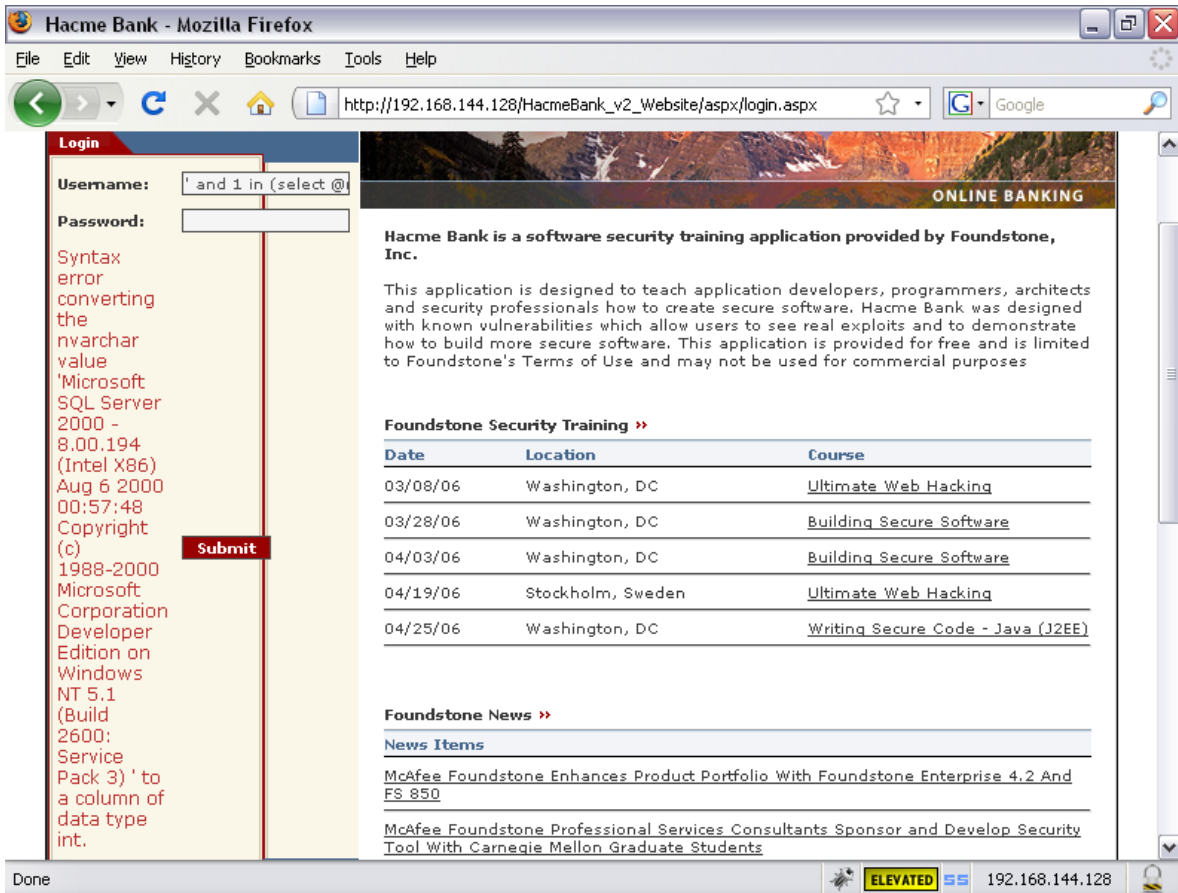 Hacme Bank - Mozilla Firefox
File Edit View History Bookmarks Tools Help
http://192.168.144.128/HacmeBank_v2_Website/aspx/login.aspx
G Google
Login
Username: ' and 1 in (select @
Password:
Syntax
error
converting
the
nvarchar
value
'Microsoft
SQL Server
2000 -
8.00.194
(Intel X86)
Aug 6 2000
00:57:48
Copyright
(c)
1988-2000
Microsoft
Corporation
Developer
Edition on
Windows
NT 5.1
(Build
2600:
Service
Pack 3) ' to
a column of
data type
int.
Submit
ONLINE BANKING
Hacme Bank is a software security training application provided by Foundstone,
Inc.
This application is designed to teach application developers, programmers, architects
and security professionals how to create secure software. Hacme Bank was designed
with known vulnerabilities which allow users to see real exploits and to demonstrate
how to build more secure software. This application is provided for free and is limited
to Foundstone's Terms of Use and may not be used for commercial purposes
Foundstone Security Training »
Date Location Course
03/08/06 Washington, DC Ultimate Web Hacking
03/28/06 Washington, DC Building Secure Software
04/03/06 Washington, DC Building Secure Software
04/19/06 Stockholm, Sweden Ultimate Web Hacking
04/25/06 Washington, DC Writing Secure Code - Java (J2EE)
Foundstone News »
News Items
McAfee Foundstone Enhances Product Portfolio With Foundstone Enterprise 4.2 And
FS 850
McAfee Foundstone Professional Services Consultants Sponsor and Develop Security
Tool With Carnegie Mellon Graduate Students
Done ELEVATED 192.168.144.128